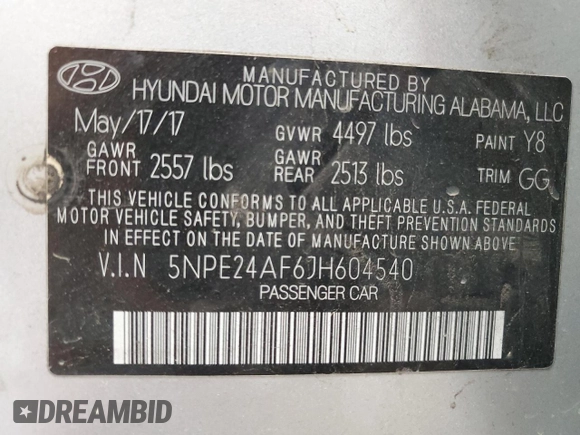 MANUFACTURED BY
HYUNDAI MOTOR MANUFACTURING ALABAMA, LLC
May/17/17 GVWR 4497 lbs PAINT Y8
GAWR FRONT 2557 lbs GAWR REAR 2513 lbs TRIM GG
THIS VEHICLE CONFORMS TO ALL APPLICABLE U.S.A. FEDERAL
MOTOR VEHICLE SAFETY, BUMPER, AND THEFT PREVENTION STANDARDS
IN EFFECT ON THE DATE OF MANUFACTURE SHOWN ABOVE.
V.I.N 5NPE24AF6JH604540
PASSENGER CAR
DREAMBID